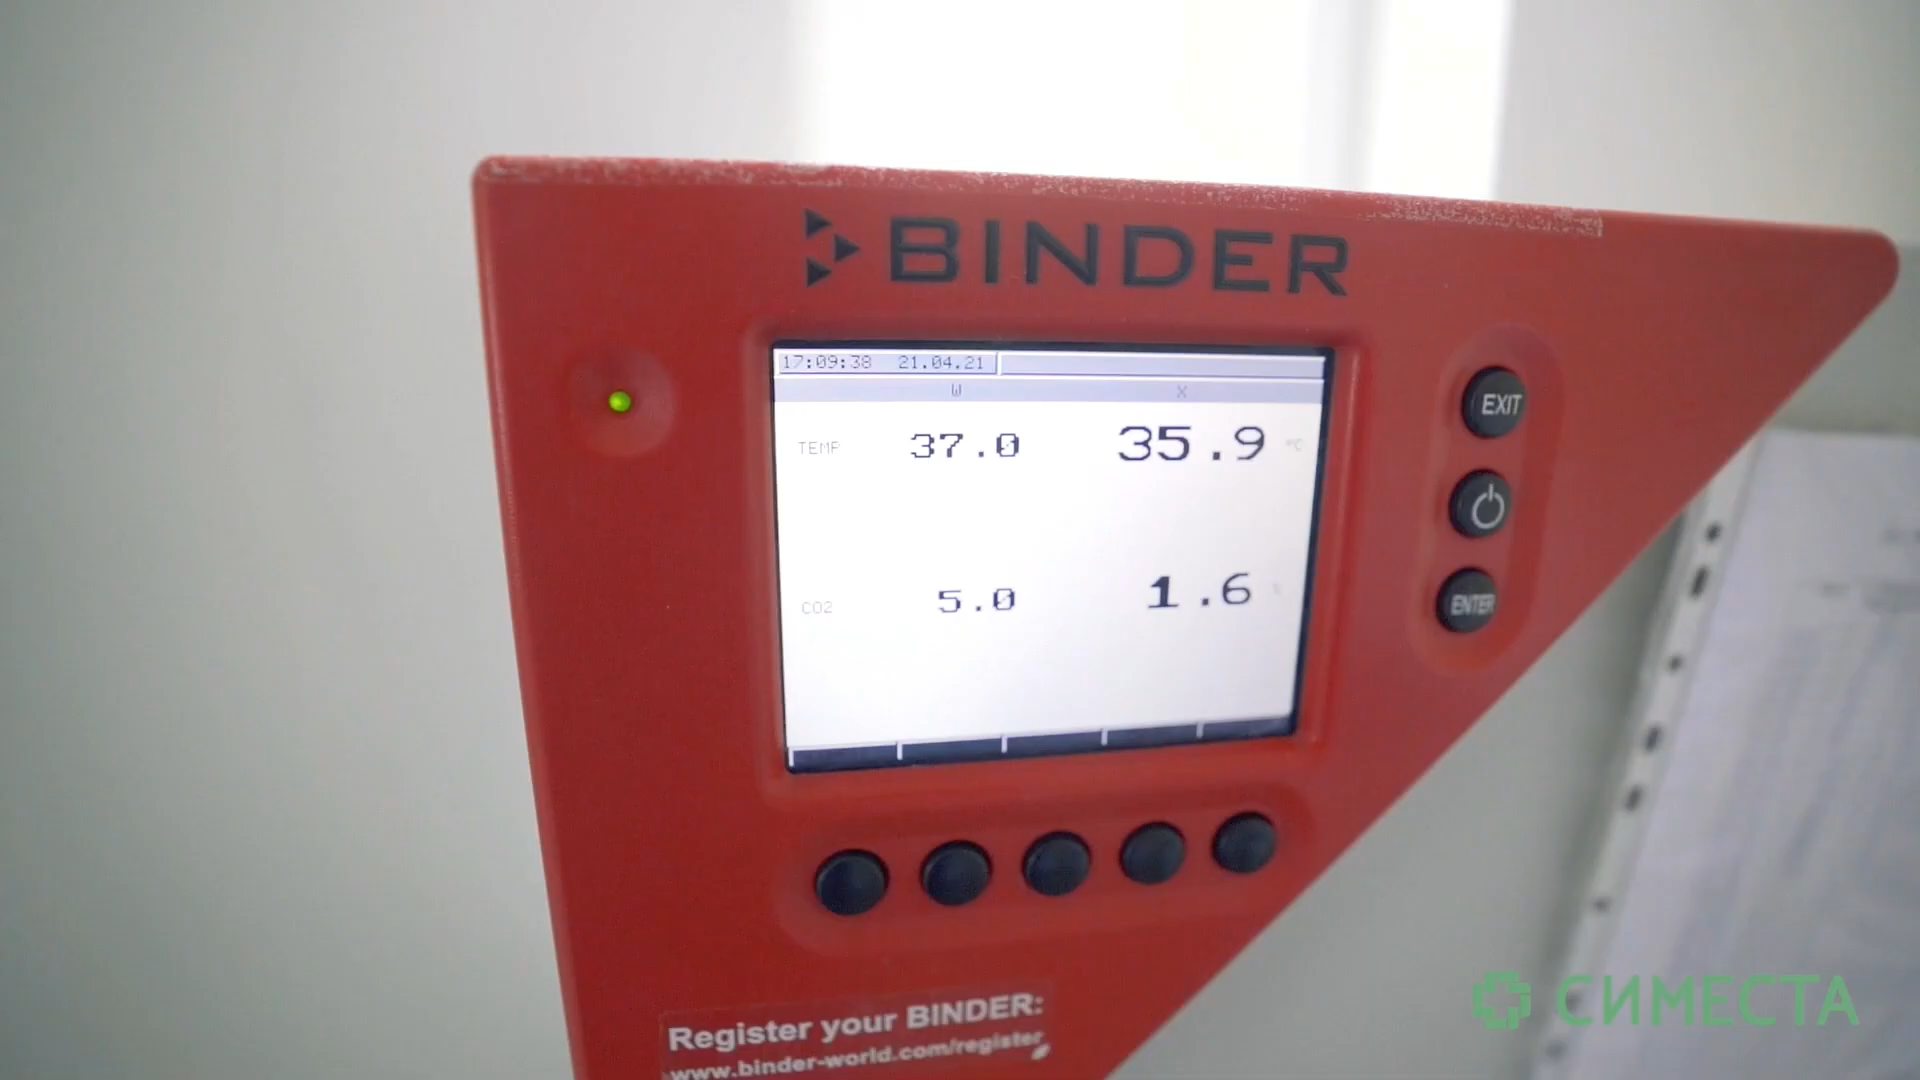 BINDER
17:09:38 21.04.21
W X
TEMP 37.0 35.9 °C
CO2 5.0 1.6
EXIT
ENTER
Register your BINDER:
www.binder-world.com/register
СИМЕСТА